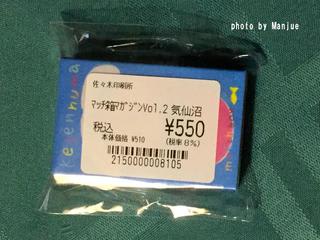 photo by Manjue
佐々木印刷所
ﾏｯﾁ箱ﾏｶﾞｼﾞﾝVol.2 気仙沼
税込 ¥550
本体価格 ¥510 (税率8%)
2150000008105
kesennuma